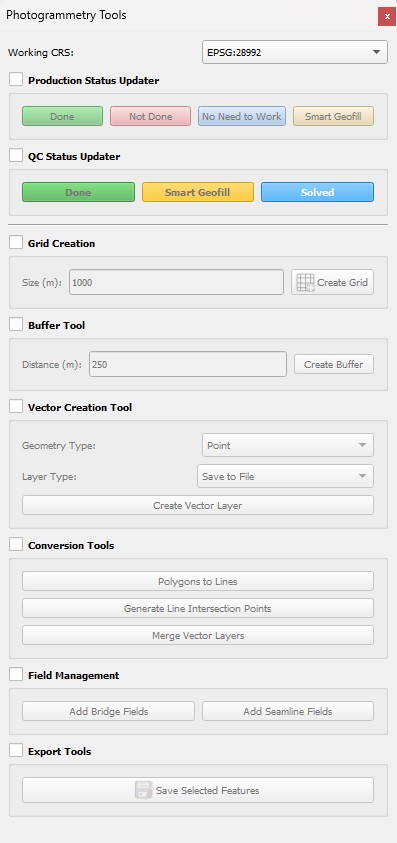 Photogrammetry Tools
x
Working CRS: EPSG:28992
Production Status Updater
Done Not Done No Need to Work Smart Geofill
QC Status Updater
Done Smart Geofill Solved
Grid Creation
Size (m): 1000 Create Grid
Buffer Tool
Distance (m): 250 Create Buffer
Vector Creation Tool
Geometry Type: Point
Layer Type: Save to File
Create Vector Layer
Conversion Tools
Polygons to Lines
Generate Line Intersection Points
Merge Vector Layers
Field Management
Add Bridge Fields Add Seamline Fields
Export Tools
Save Selected Features